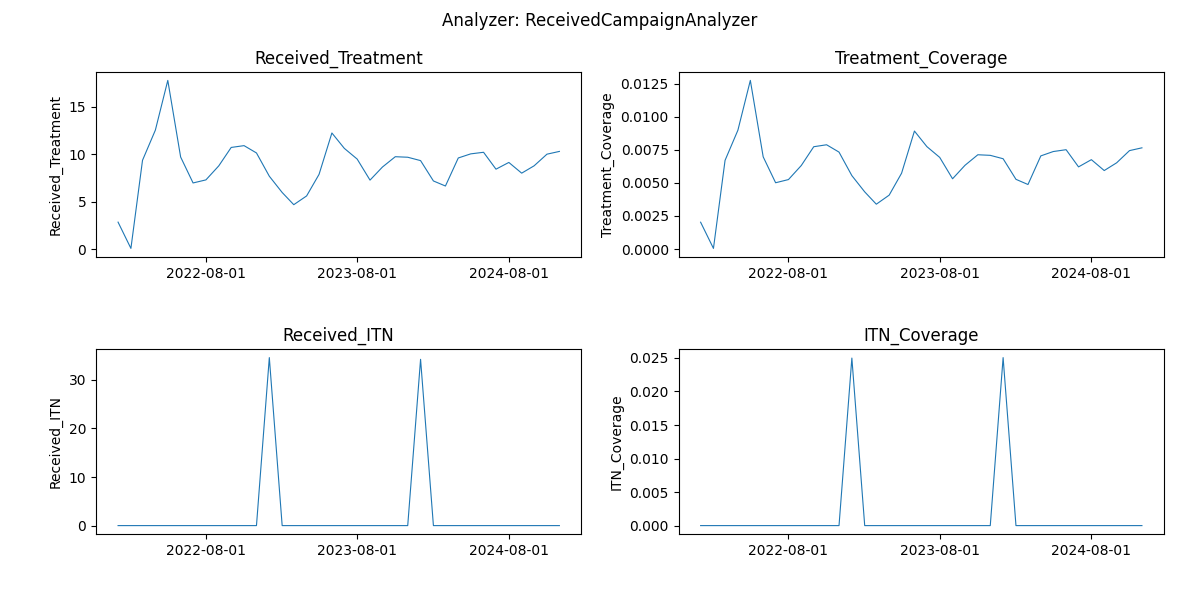 Analyzer: ReceivedCampaignAnalyzer
Received_Treatment
Treatment_Coverage
Received_Treatment
15
10
5
0
2022-08-01 2023-08-01 2024-08-01
Treatment_Coverage
0.0125
0.0100
0.0075
0.0050
0.0025
0.0000
2022-08-01 2023-08-01 2024-08-01
Received_ITN
ITN_Coverage
Received_ITN
30
20
10
0
2022-08-01 2023-08-01 2024-08-01
ITN_Coverage
0.025
0.020
0.015
0.010
0.005
0.000
2022-08-01 2023-08-01 2024-08-01